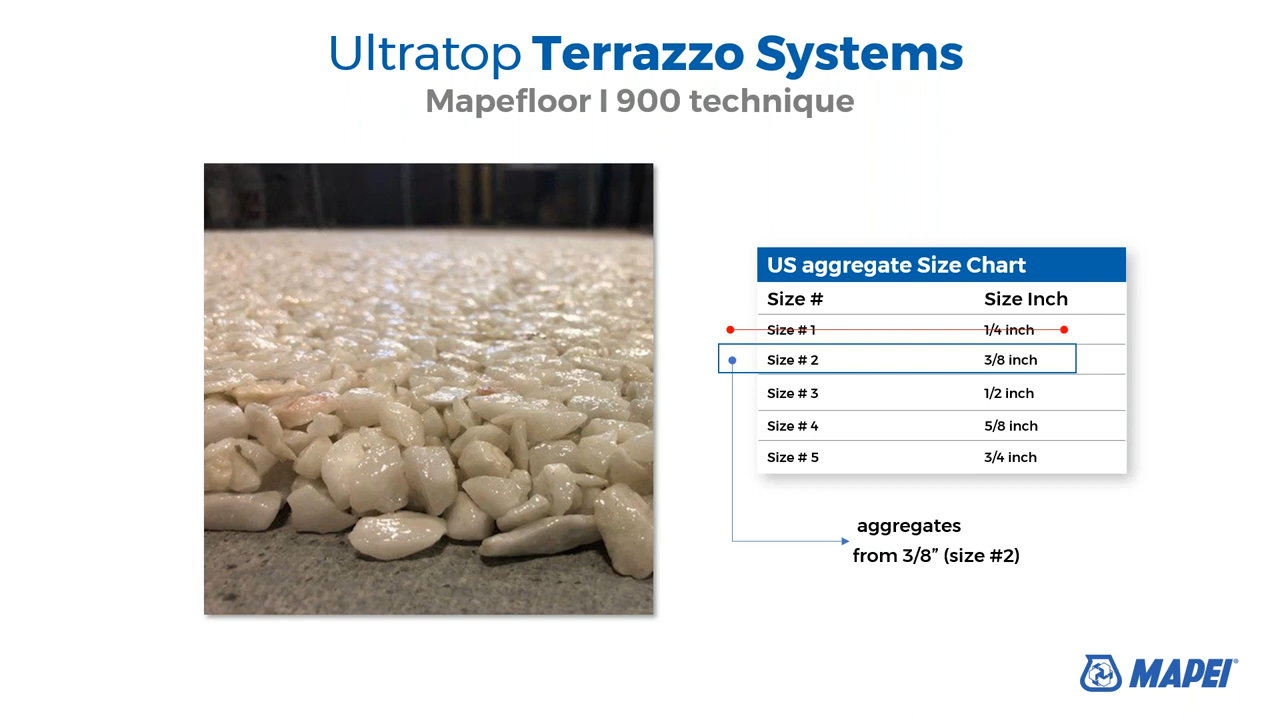 Ultratop Terrazzo Systems
Mapefloor I 900 technique
US aggregate Size Chart
Size # Size Inch
Size # 1 1/4 inch
Size # 2 3/8 inch
Size # 3 1/2 inch
Size # 4 5/8 inch
Size # 5 3/4 inch
aggregates
from 3/8” (size #2)
MAPEI®